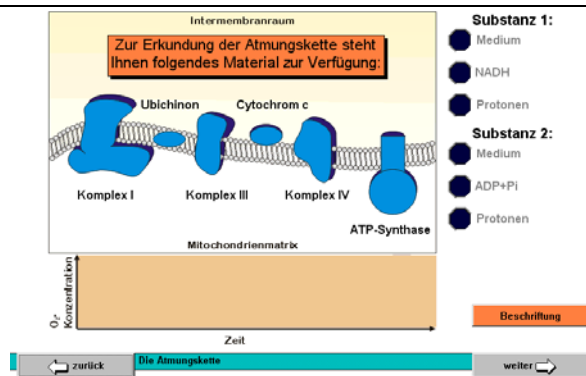 Intermembranraum
Zur Erkundung der Atmungskette steht
Ihnen folgendes Material zur Verfügung:
Ubichinon
Cytochrom c
Komplex I
Komplex III
Komplex IV
ATP-Synthase
Mitochondrienmatrix
Substanz 1:
Medium
NADH
Protonen
Substanz 2:
Medium
ADP+Pi
Protonen
O₂-
Konzentration
Zeit
Beschriftung
zurück
Die Atmungskette
weiter